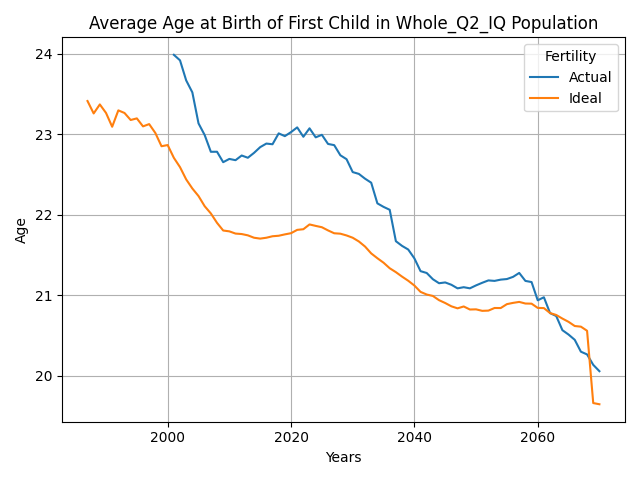 Average Age at Birth of First Child in Whole_Q2_IQ Population
Fertility
Actual
Ideal
Age
24
23
22
21
20
2000
2020
2040
2060
Years